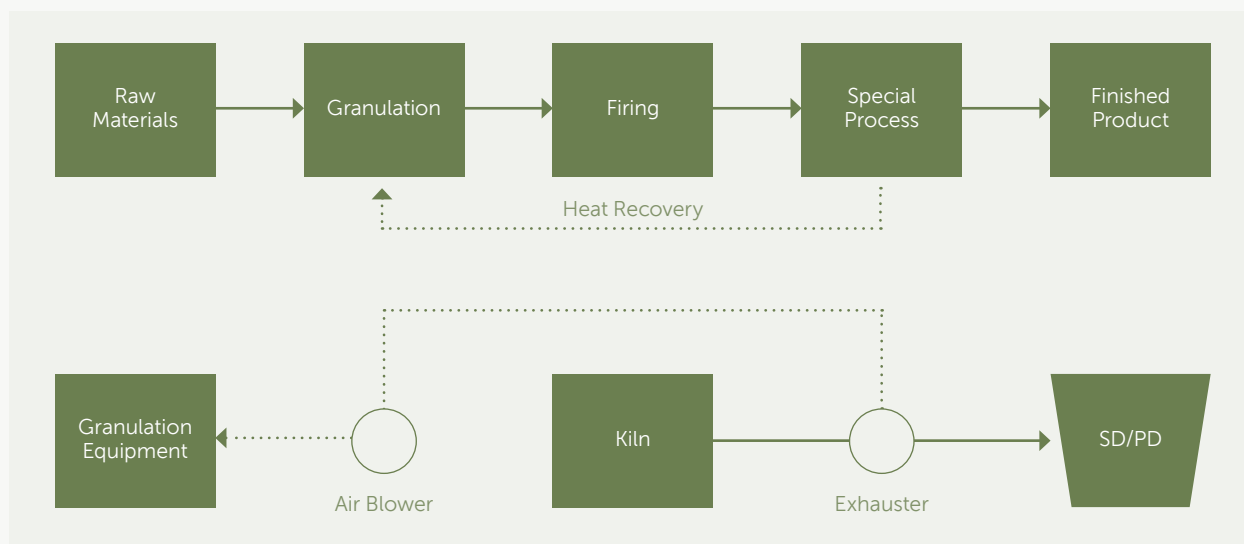 Raw
Materials
Granulation
Firing
Special
Process
Finished
Product
Heat Recovery
Granulation
Equipment
Kiln
SD/PD
Air Blower
Exhauster